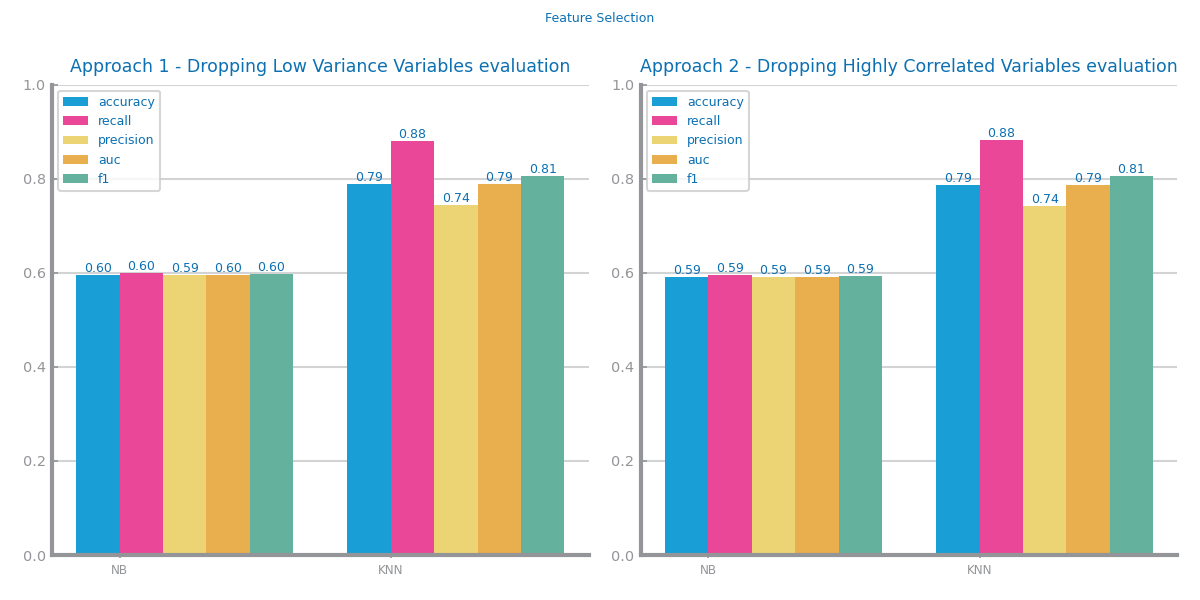 Feature Selection
Approach 1 - Dropping Low Variance Variables evaluation
1.0
0.8
0.6
0.4
0.2
0.0
accuracy
recall
precision
auc
f1
0.60
0.60
0.59
0.60
0.60
0.79
0.88
0.74
0.79
0.81
NB
KNN
Approach 2 - Dropping Highly Correlated Variables evaluation
1.0
0.8
0.6
0.4
0.2
0.0
accuracy
recall
precision
auc
f1
0.59
0.59
0.59
0.59
0.59
0.79
0.88
0.74
0.79
0.81
NB
KNN